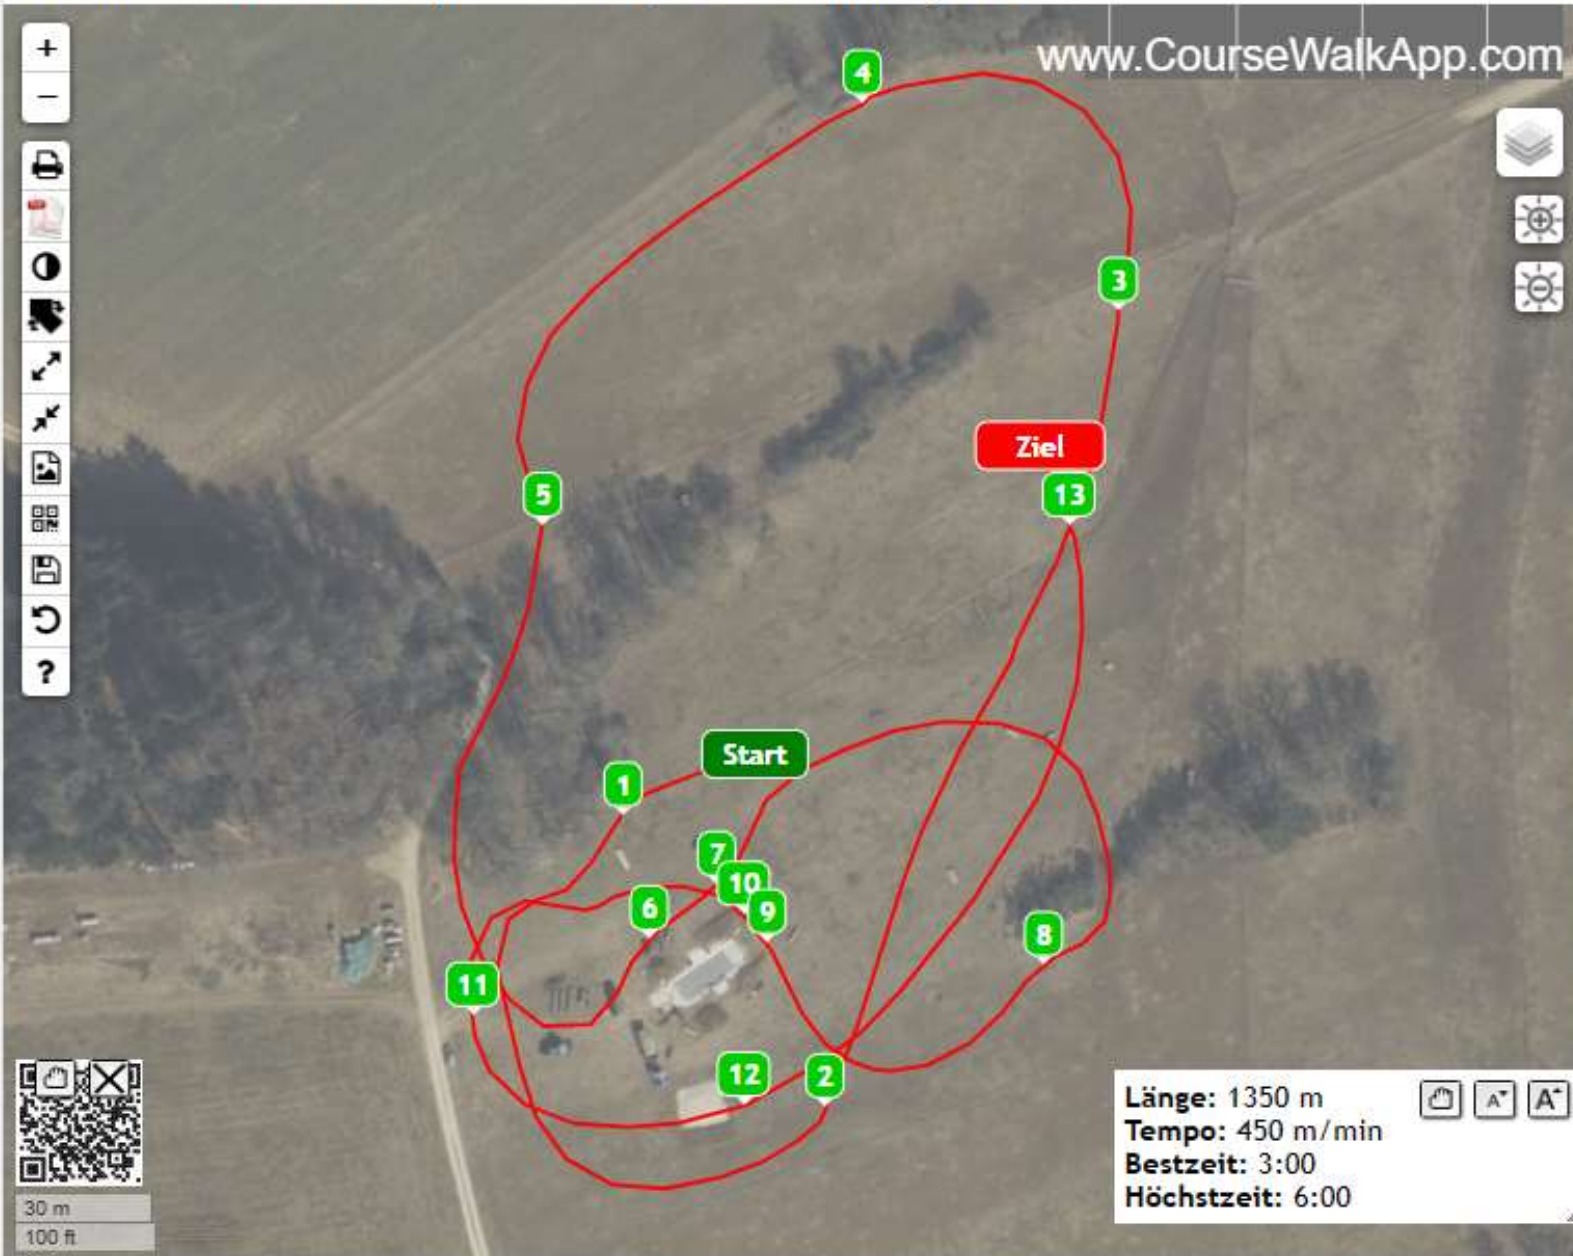 www.CourseWalkApp.com
+
−
4
3
Ziel
5
13
?
Start
1
7
10
6
9
8
11
12
2
Länge: 1350 m
Tempo: 450 m/min
Bestzeit: 3:00
Höchstzeit: 6:00
A
A
30 m
100 ft